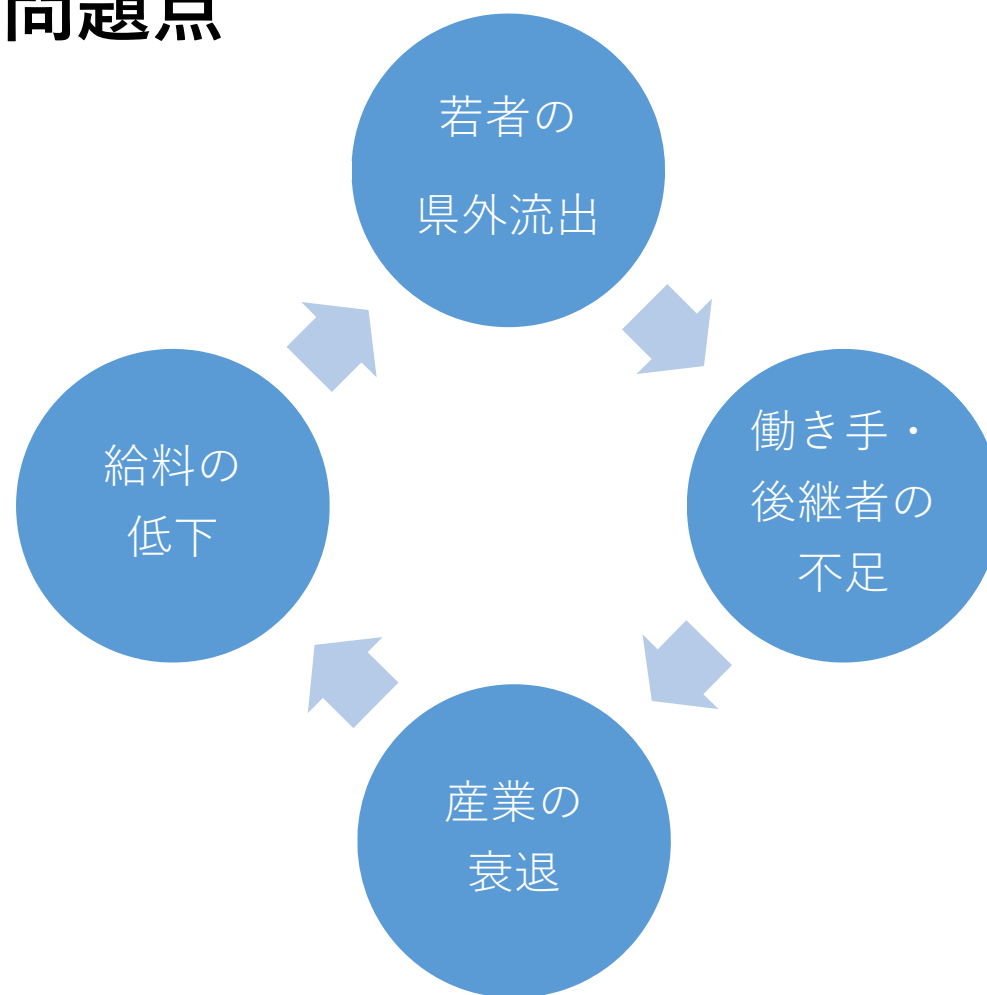 問題点
若者の
県外流出
働き手・
後継者の
不足
産業の
衰退
給料の
低下